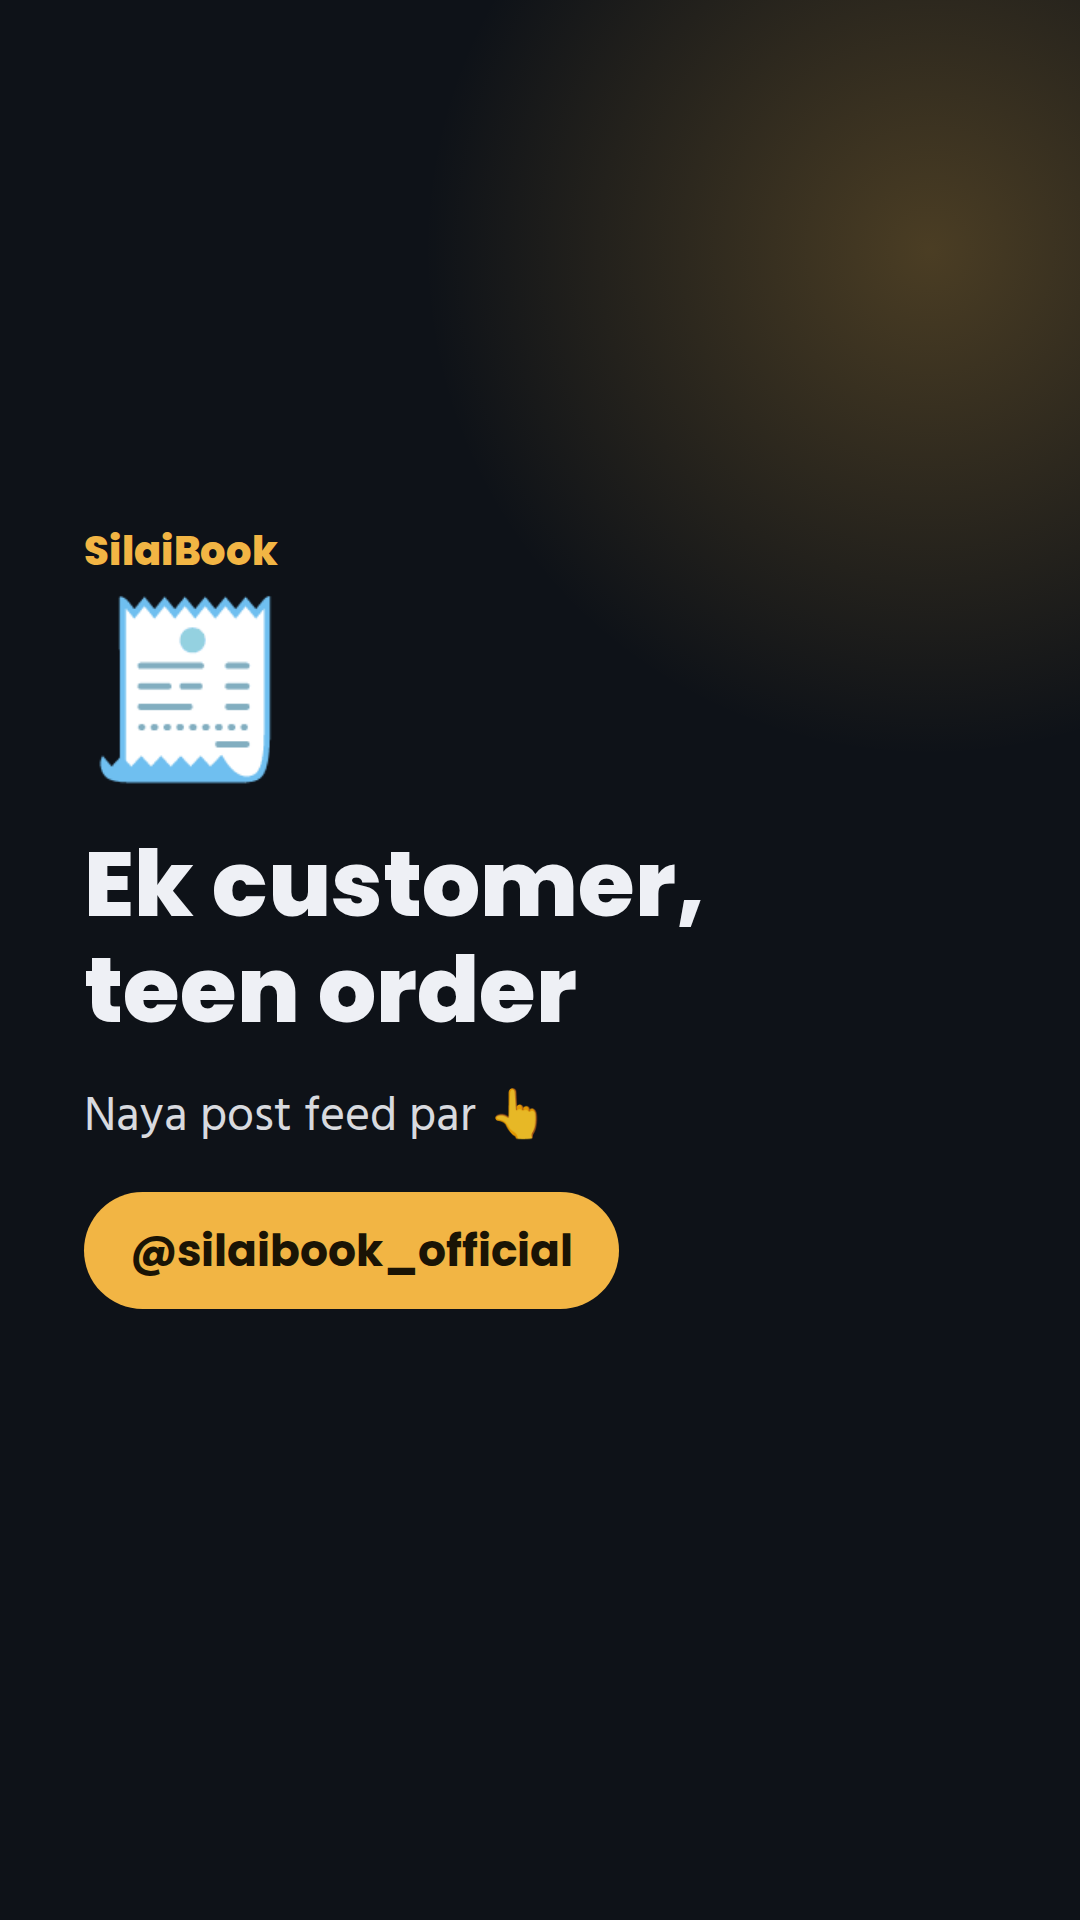 SilaiBook
Ek customer,
teen order
Naya post feed par 👆
@silaibook_official